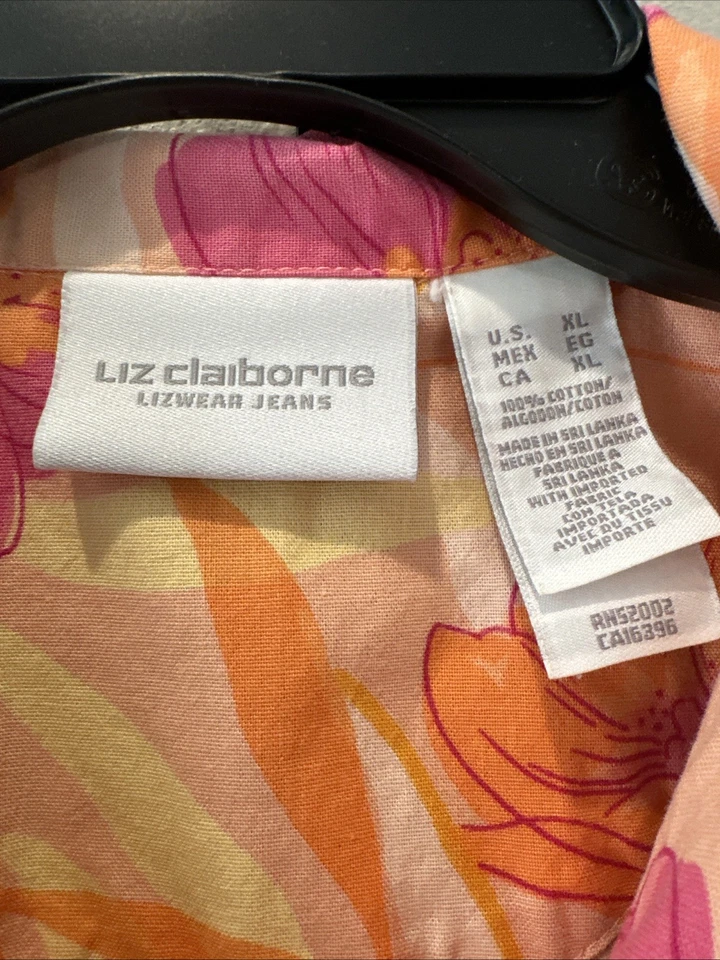 Liz claiborne
LIZWEAR JEANS
U.S. XL
MEX EG
CA XL
100% COTTON/
ALGODON/COTON
MADE IN SRI LANKA
HECHO EN SRI LANKA
FABRIQUE A
SRI LANKA
WITH IMPORTED
FABRIC
CON TELA
IMPORTADA
AVEC DU TISSU
IMPORTE
RN52002
CA16396